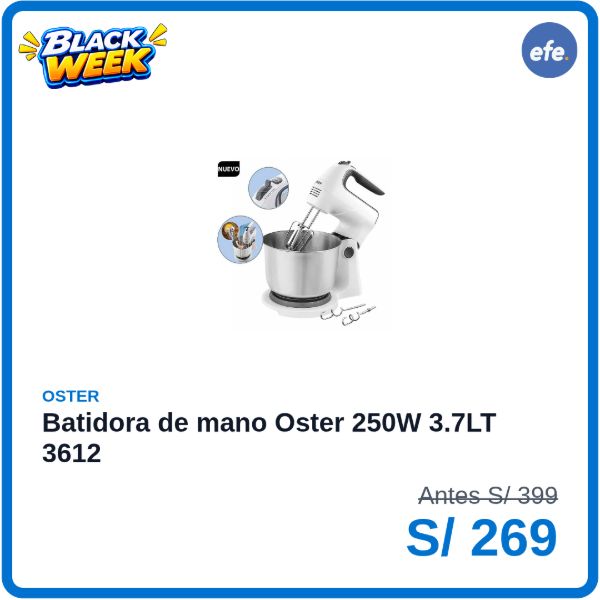 BLACK
WEEK
efe.
NUEVO
OSTER
Batidora de mano Oster 250W 3.7LT
3612
Antes S/ 399
S/ 269